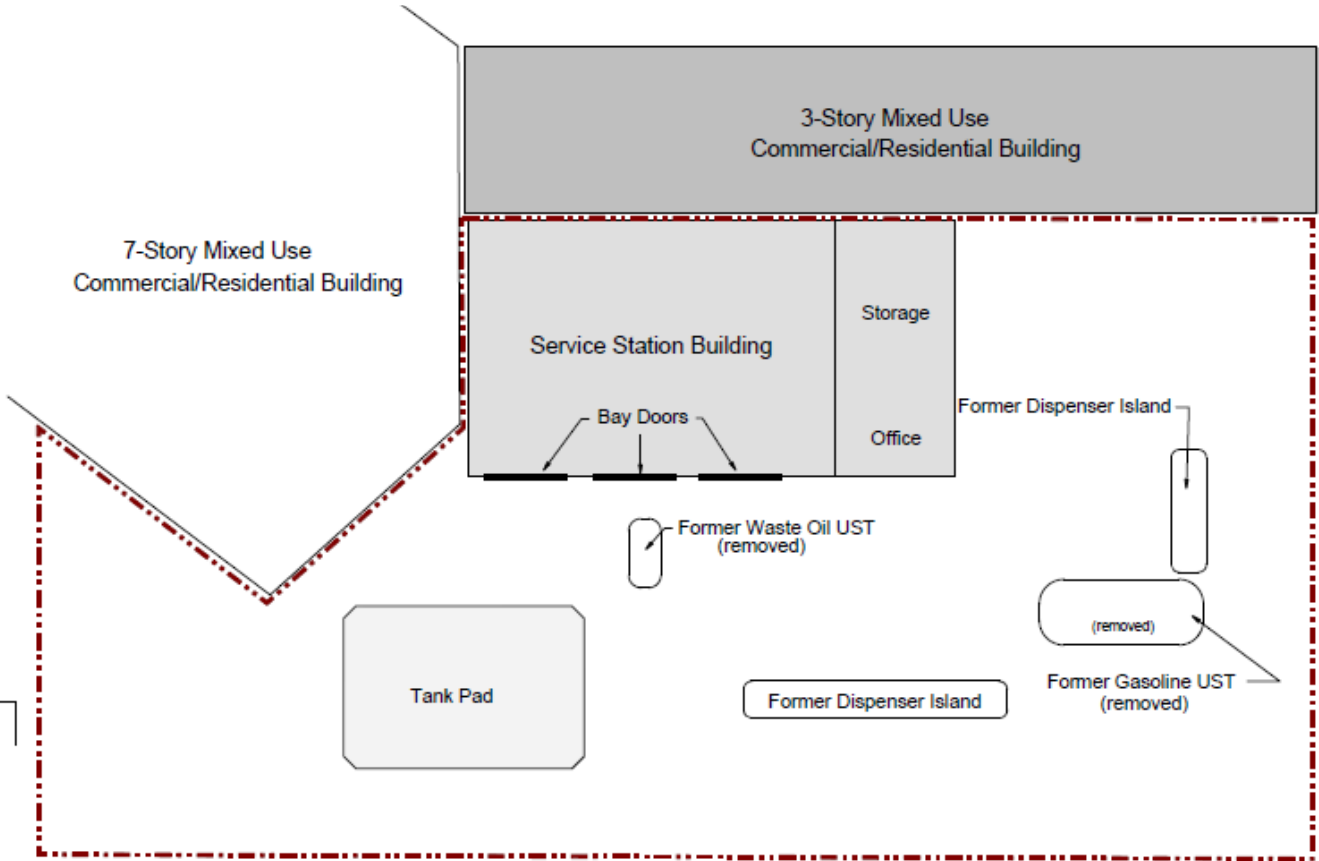 3-Story Mixed Use
Commercial/Residential Building
7-Story Mixed Use
Commercial/Residential Building
Storage
Service Station Building
Former Dispenser Island
Bay Doors
Office
Former Waste Oil UST
(removed)
(removed)
Tank Pad
Former Dispenser Island
Former Gasoline UST
(removed)